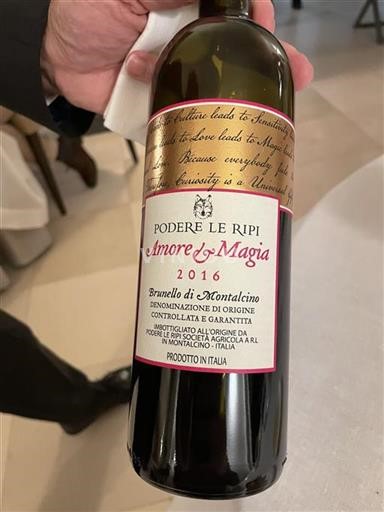 Culture leads to Sensitivity
leads to Love leads to Magic
Love. Because everybody
Curiosity is a Universal
PODERE LE RIPI
Amore & Magia
2016
Brunello di Montalcino
DENOMINAZIONE DI ORIGINE
CONTROLLATA E GARANTITA
IMBOTTIGLIATO ALL'ORIGINE DA
PODERE LE RIPI SOCIETÀ AGRICOLA A R.L
IN MONTALCINO - ITALIA
PRODOTTO IN ITALIA